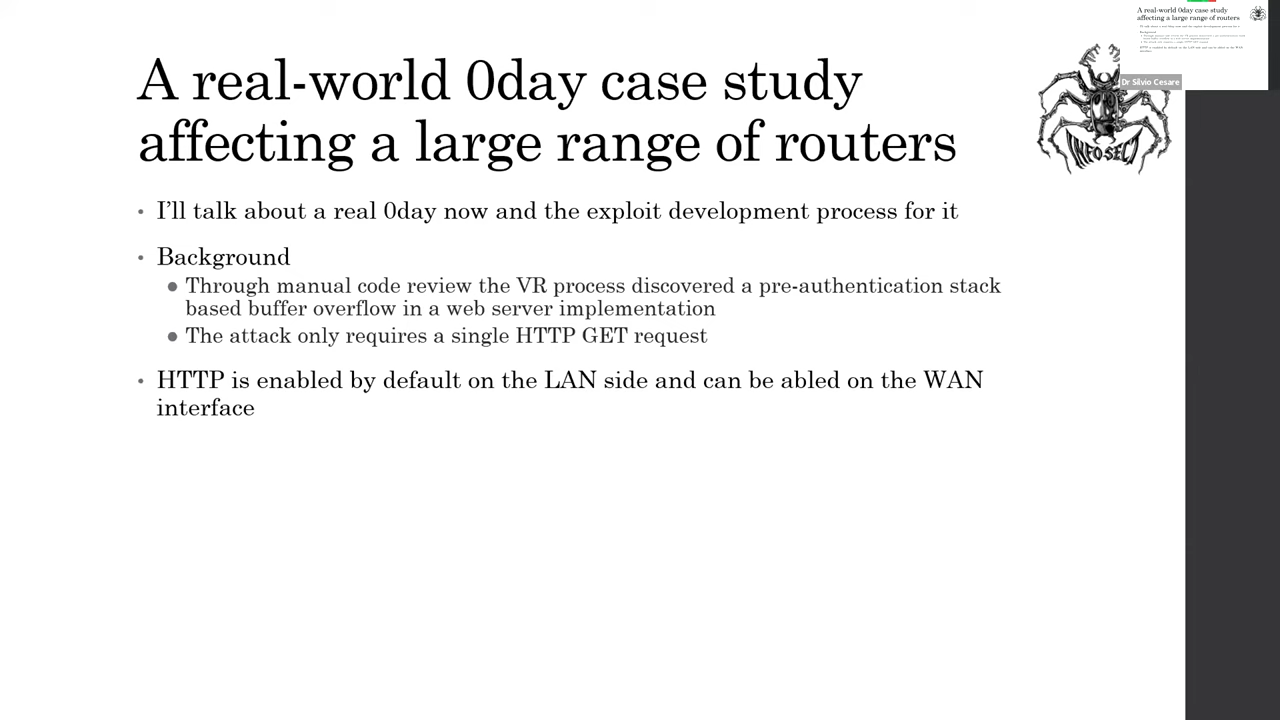 A real-world 0day case study
affecting a large range of routers
• I’ll talk about a real 0day now and the exploit development process for it
• Background
● Through manual code review the VR process discovered a pre-authentication stack
based buffer overflow in a web server implementation
● The attack only requires a single HTTP GET request
• HTTP is enabled by default on the LAN side and can be abled on the WAN
interface
INFOSECT
A real-world 0day case study
affecting a large range of routers
Dr Silvio Cesare